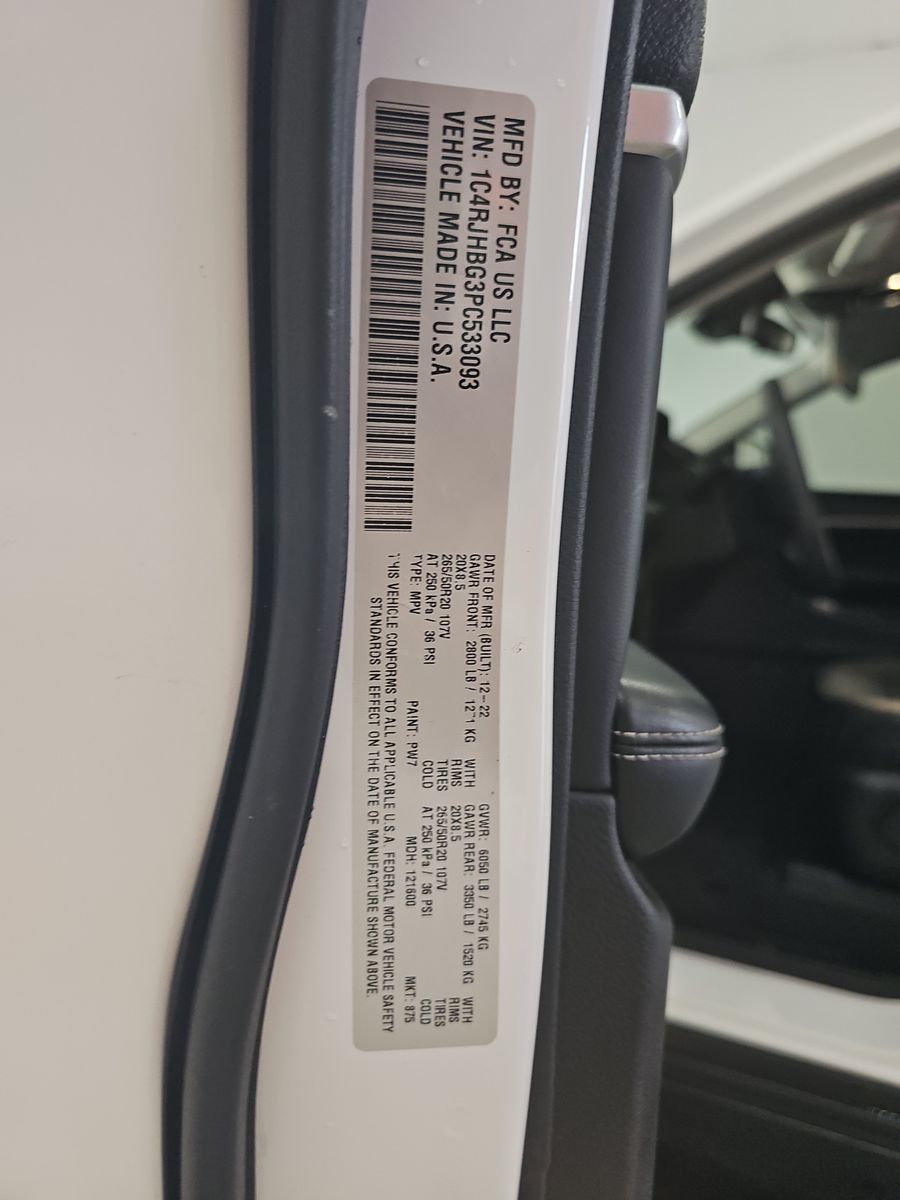 MFD BY: FCA US LLC
VIN: 1C4RJHBG3PC533093
VEHICLE MADE IN: U.S.A.
DATE OF MFR (BUILT): 12-22 GVWR: 6050 LB / 2745 KG
GAWR FRONT: 2800 LB / KG WITH GAWR REAR: 3350 LB / 1520 KG WITH
20X8.5 RIMS 20X8.5 RIMS
265/50R20 107V TIRES 265/50R20 107V TIRES
AT 250 kPa / 36 PSI COLD AT 250 kPa / 36 PSI COLD
TYPE: MPV PAINT: PW7 MDH: 121600 MKT: 875
THIS VEHICLE CONFORMS TO ALL APPLICABLE U.S.A. FEDERAL MOTOR VEHICLE SAFETY
STANDARDS IN EFFECT ON THE DATE OF MANUFACTURE SHOWN ABOVE.